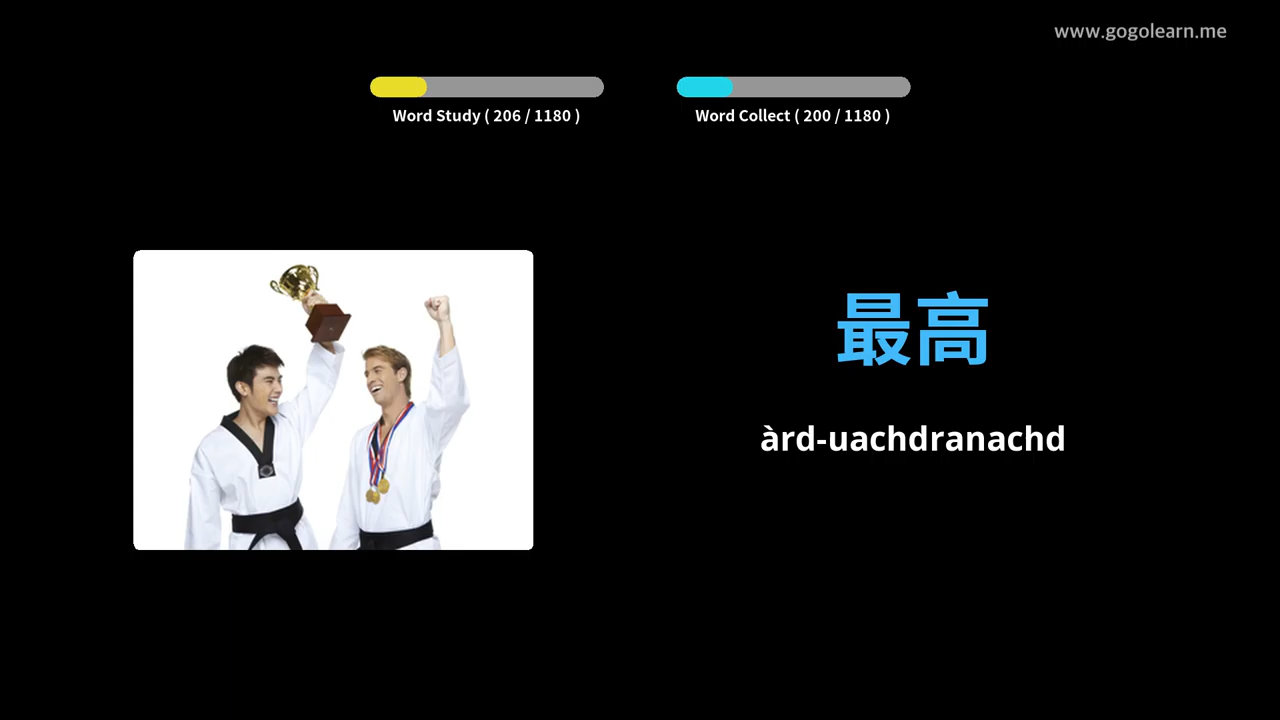 www.gogolearn.me
Word Study ( 206 / 1180 )
Word Collect ( 200 / 1180 )
最高
àrd-uachdranachd